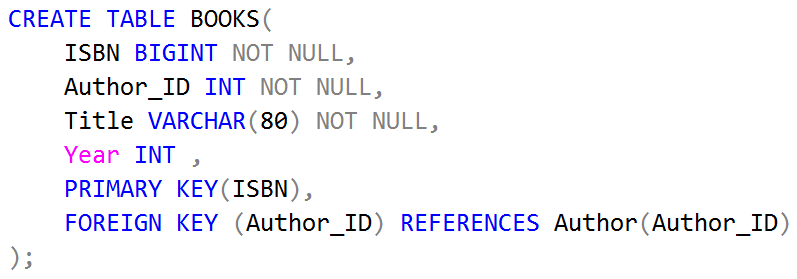 CREATE TABLE BOOKS(
ISBN BIGINT NOT NULL,
Author_ID INT NOT NULL,
Title VARCHAR(80) NOT NULL,
Year INT ,
PRIMARY KEY(ISBN),
FOREIGN KEY (Author_ID) REFERENCES Author(Author_ID)
);